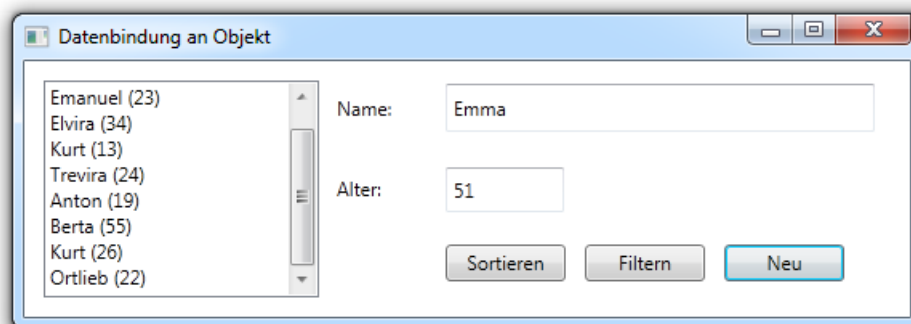 Datenbindung an Objekt
Emanuel (23)
Elvira (34)
Kurt (13)
Trevira (24)
Anton (19)
Berta (55)
Kurt (26)
Ortlieb (22)
Name: Emma
Alter: 51
Sortieren Filtern Neu